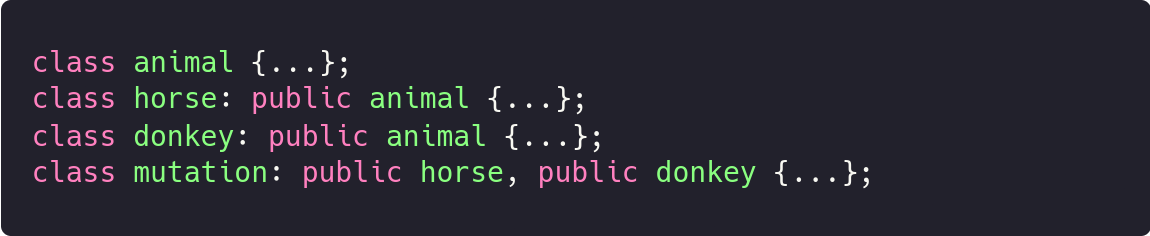 class animal {...};
class horse: public animal {...};
class donkey: public animal {...};
class mutation: public horse, public donkey {...};